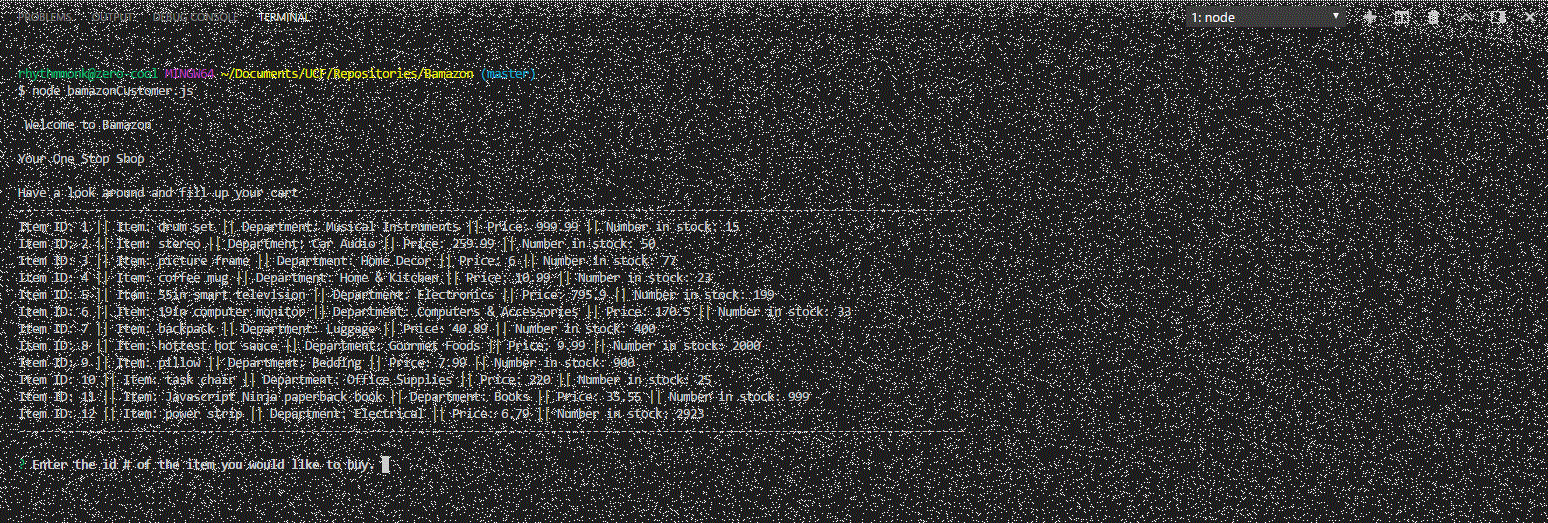 PROBLEMS OUTPUT DEBUG CONSOLE TERMINAL 1: node
rhythmmonk@zero-cool MINGW64 ~/Documents/UCF/Repositories/Bamazon (master)
$ node bamazonCustomer.js
Welcome to Bamazon
Your One Stop Shop
Have a look around and fill up your cart
Item ID: 1 || Item: drum set || Department: Musical Instruments || Price: 999.99 || Number in stock: 15
Item ID: 2 || Item: stereo || Department: Car Audio || Price: 259.99 || Number in stock: 50
Item ID: 3 || Item: picture frame || Department: Home Decor || Price: 6 || Number in stock: 77
Item ID: 4 || Item: coffee mug || Department: Home & Kitchen || Price: 10.99 || Number in stock: 23
Item ID: 5 || Item: 55in smart television || Department: Electronics || Price: 795.9 || Number in stock: 199
Item ID: 6 || Item: 19in computer monitor || Department: Computers & Accessories || Price: 170.5 || Number in stock: 33
Item ID: 7 || Item: backpack || Department: Luggage || Price: 40.89 || Number in stock: 400
Item ID: 8 || Item: hottest hot sauce || Department: Gourmet Foods || Price: 9.99 || Number in stock: 2000
Item ID: 9 || Item: pillow || Department: Bedding || Price: 7.99 || Number in stock: 900
Item ID: 10 || Item: task chair || Department: Office Supplies || Price: 220 || Number in stock: 25
Item ID: 11 || Item: Javascript Ninja paperback book || Department: Books || Price: 35.55 || Number in stock: 999
Item ID: 12 || Item: power strip || Department: Electrical || Price: 6.79 || Number in stock: 2923
? Enter the id # of the item you would like to buy.